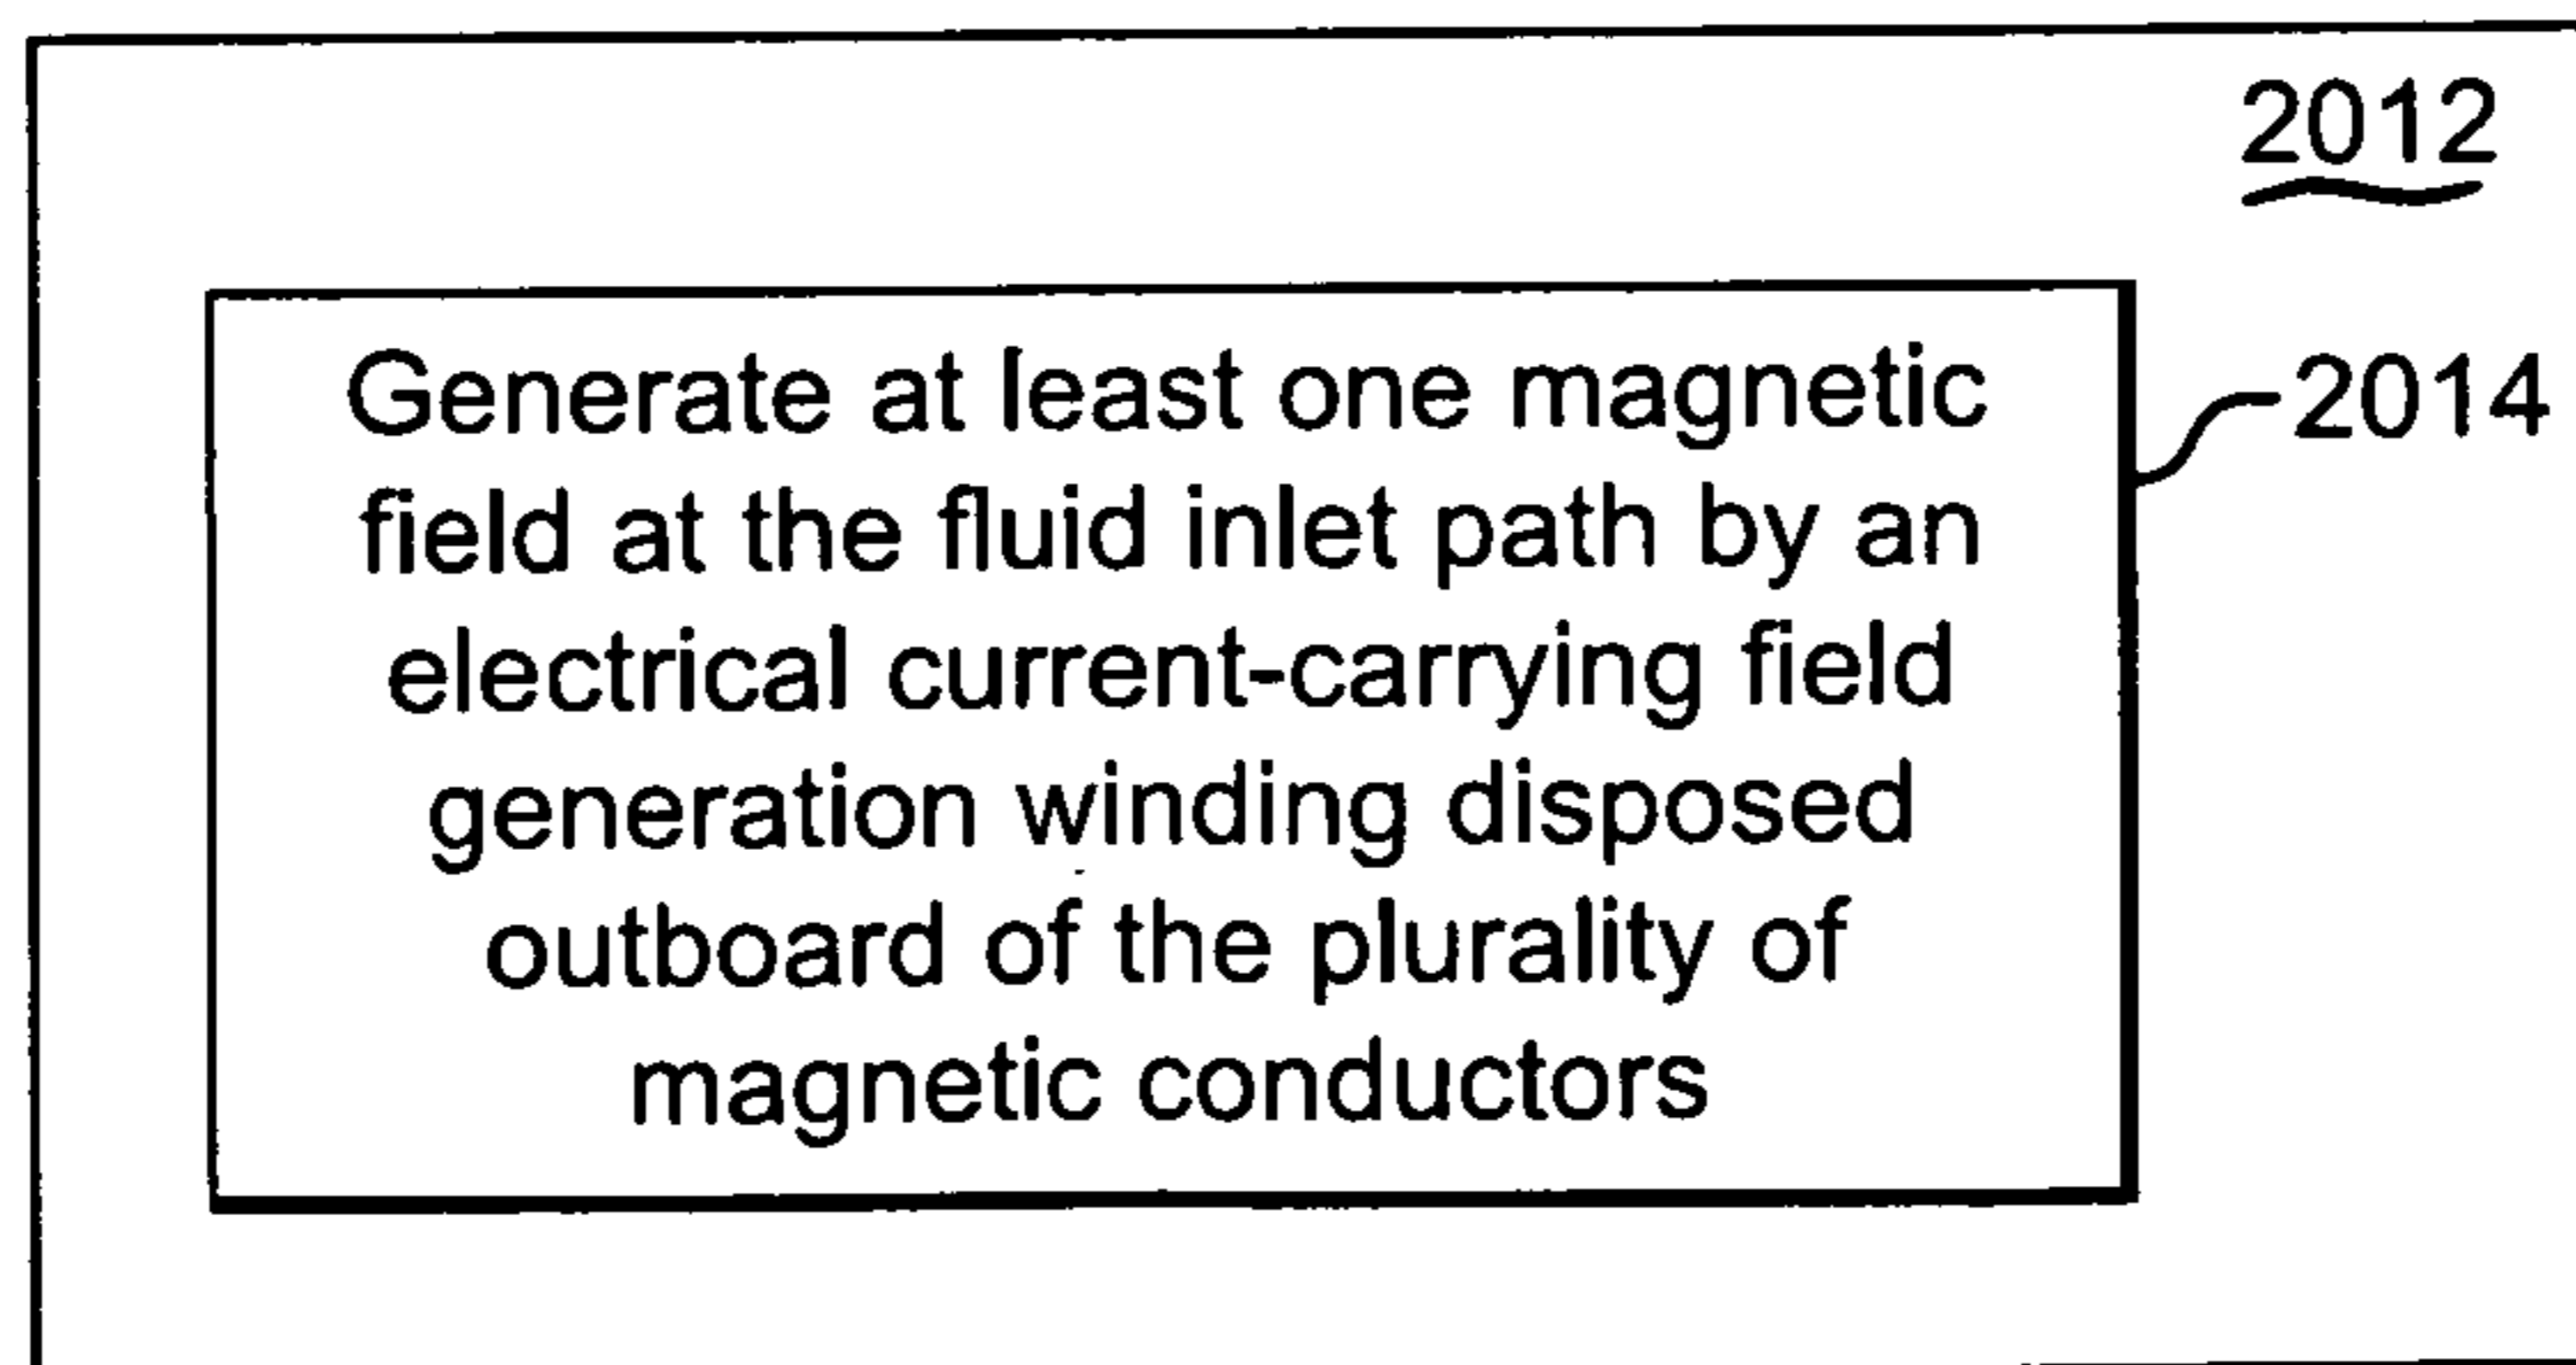 2012
Generate at least one magnetic
2014
field at the fluid inlet path by an
electrical current-carrying field
generation winding disposed
outboard of the plurality of
magnetic conductors